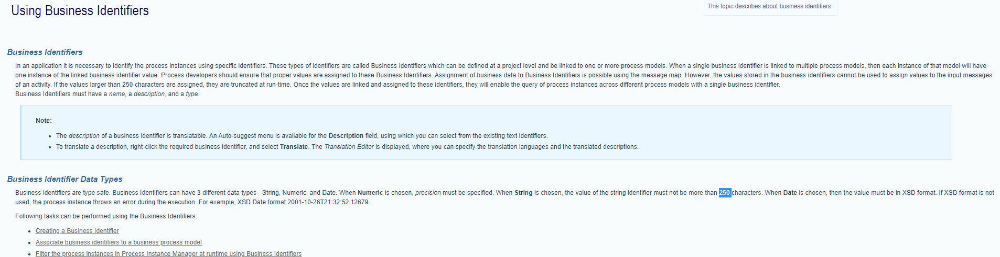 Using Business Identifiers
This topic describes about business identifiers.
Business Identifiers
In an application it is necessary to identify the process instances using specific identifiers. These types of identifiers are called Business Identifiers which can be defined at a project level and be linked to one or more process models. When a single business identifier is linked to multiple process models, then each instance of that model will have
one instance of the linked business identifier value. Process developers should ensure that proper values are assigned to these Business Identifiers. Assignment of business data to Business Identifiers is possible using the message map. However, the values stored in the business identifiers cannot be used to assign values to the input messages
of an activity. If the values larger than 250 characters are assigned, they are truncated at run-time. Once the values are linked and assigned to these identifiers, they will enable the query of process instances across different process models with a single business identifier.
Business Identifiers must have a name, a description, and a type.
Note:
• The description of a business identifier is translatable. An Auto-suggest menu is available for the Description field, using which you can select from the existing text identifiers.
• To translate a description, right-click the required business identifier, and select Translate. The Translation Editor is displayed, where you can specify the translation languages and the translated descriptions.
Business Identifier Data Types
Business identifiers are type safe. Business Identifiers can have 3 different data types - String, Numeric, and Date. When Numeric is chosen, precision must be specified. When String is chosen, the value of the string identifier must not be more than 250 characters. When Date is chosen, then the value must be in XSD format. If XSD format is not
used, the process instance throws an error during the execution. For example, XSD Date format 2001-10-26T21:32:52.12679.
Following tasks can be performed using the Business Identifiers:
• Creating a Business Identifier
• Associate business identifiers to a business process model
• Filter the process instances in Process Instance Manager at runtime using Business Identifiers